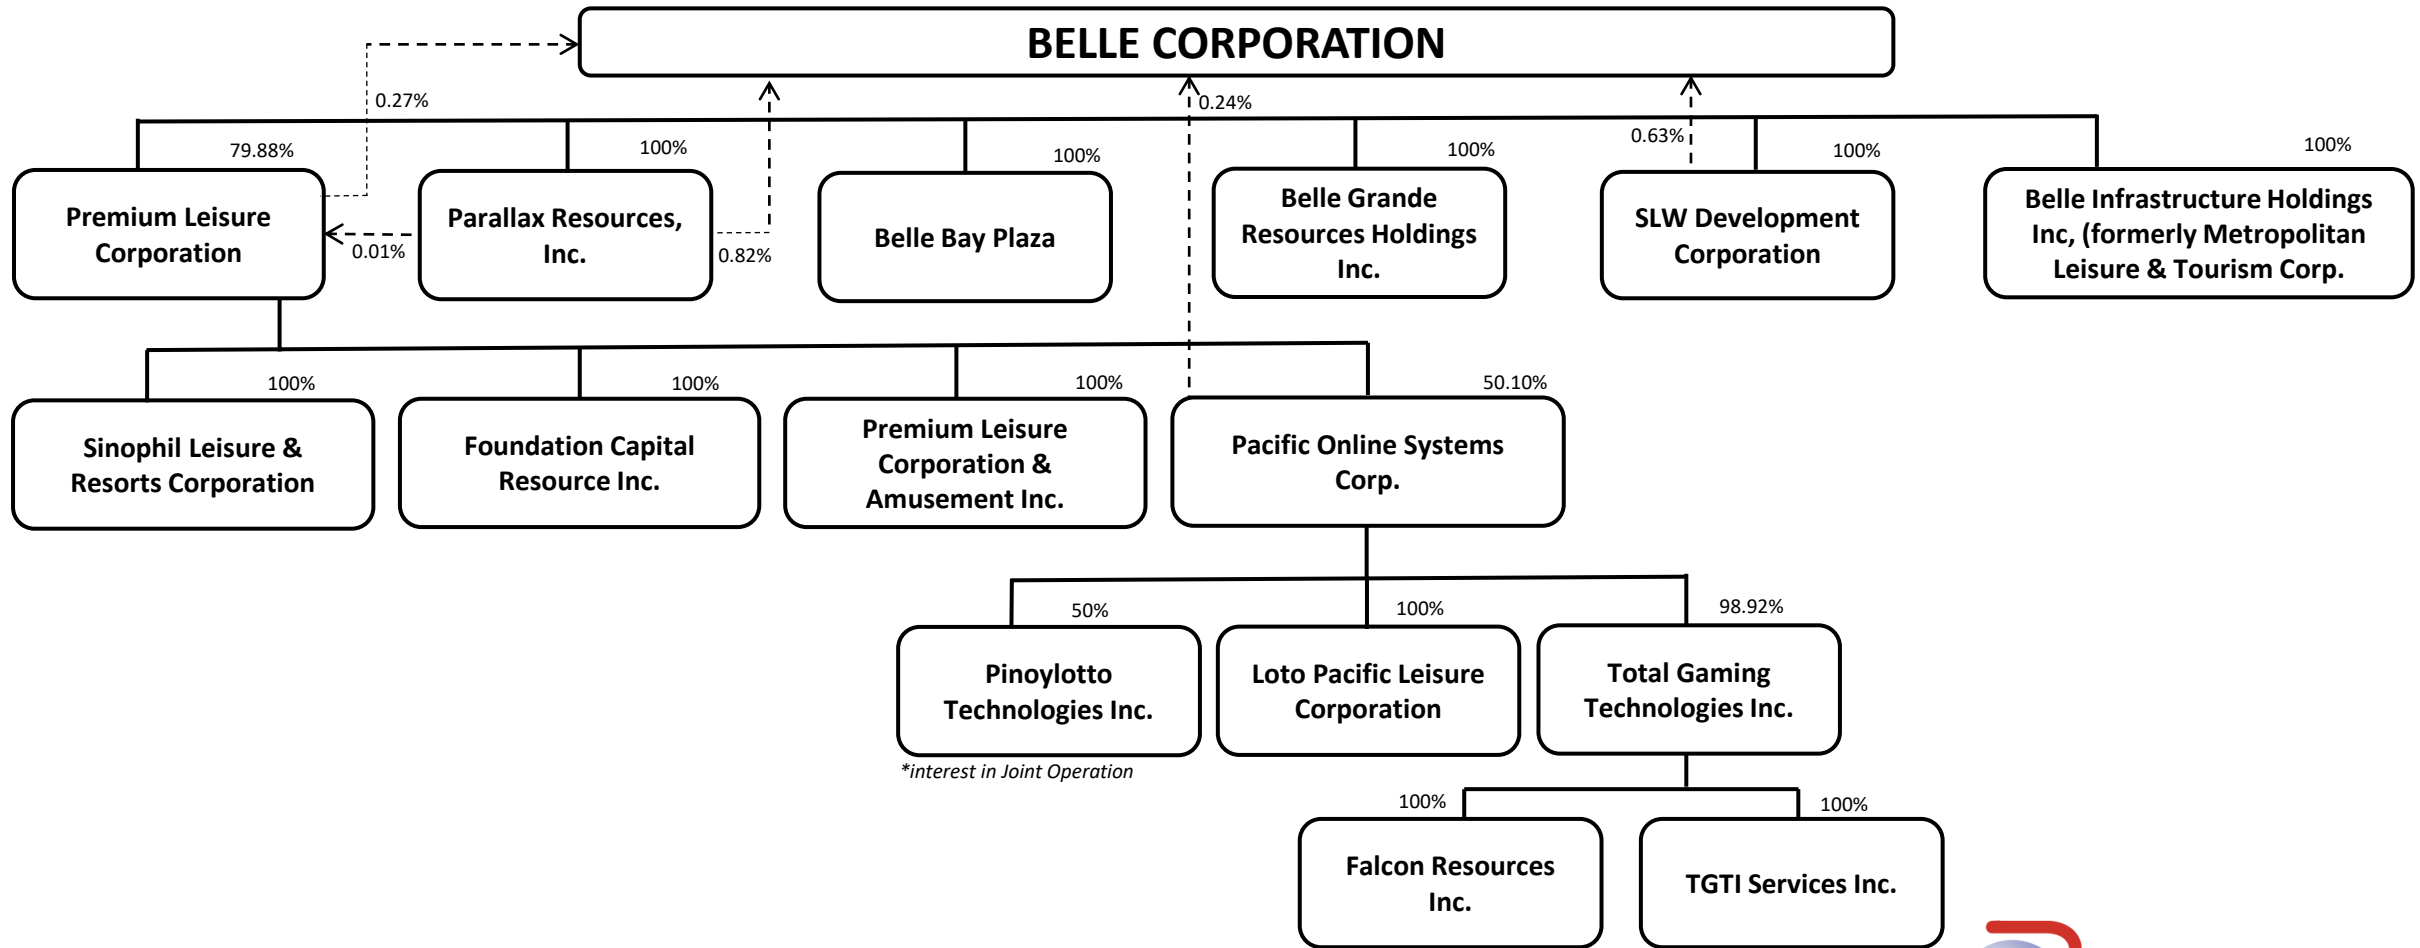 BELLE CORPORATION
0.27%
0.24%
79.88%
100%
100%
100%
0.63%
100%
100%
Premium Leisure
Corporation
0.01%
Parallax Resources,
Inc.
0.82%
Belle Bay Plaza
Belle Grande
Resources Holdings
Inc.
SLW Development
Corporation
Belle Infrastructure Holdings
Inc, (formerly Metropolitan
Leisure & Tourism Corp.
100%
100%
100%
50.10%
Sinophil Leisure &
Resorts Corporation
Foundation Capital
Resource Inc.
Premium Leisure
Corporation &
Amusement Inc.
Pacific Online Systems
Corp.
50%
100%
98.92%
Pinoylotto
Technologies Inc.
Loto Pacific Leisure
Corporation
Total Gaming
Technologies Inc.
*interest in Joint Operation
100%
100%
Falcon Resources
Inc.
TGTI Services Inc.